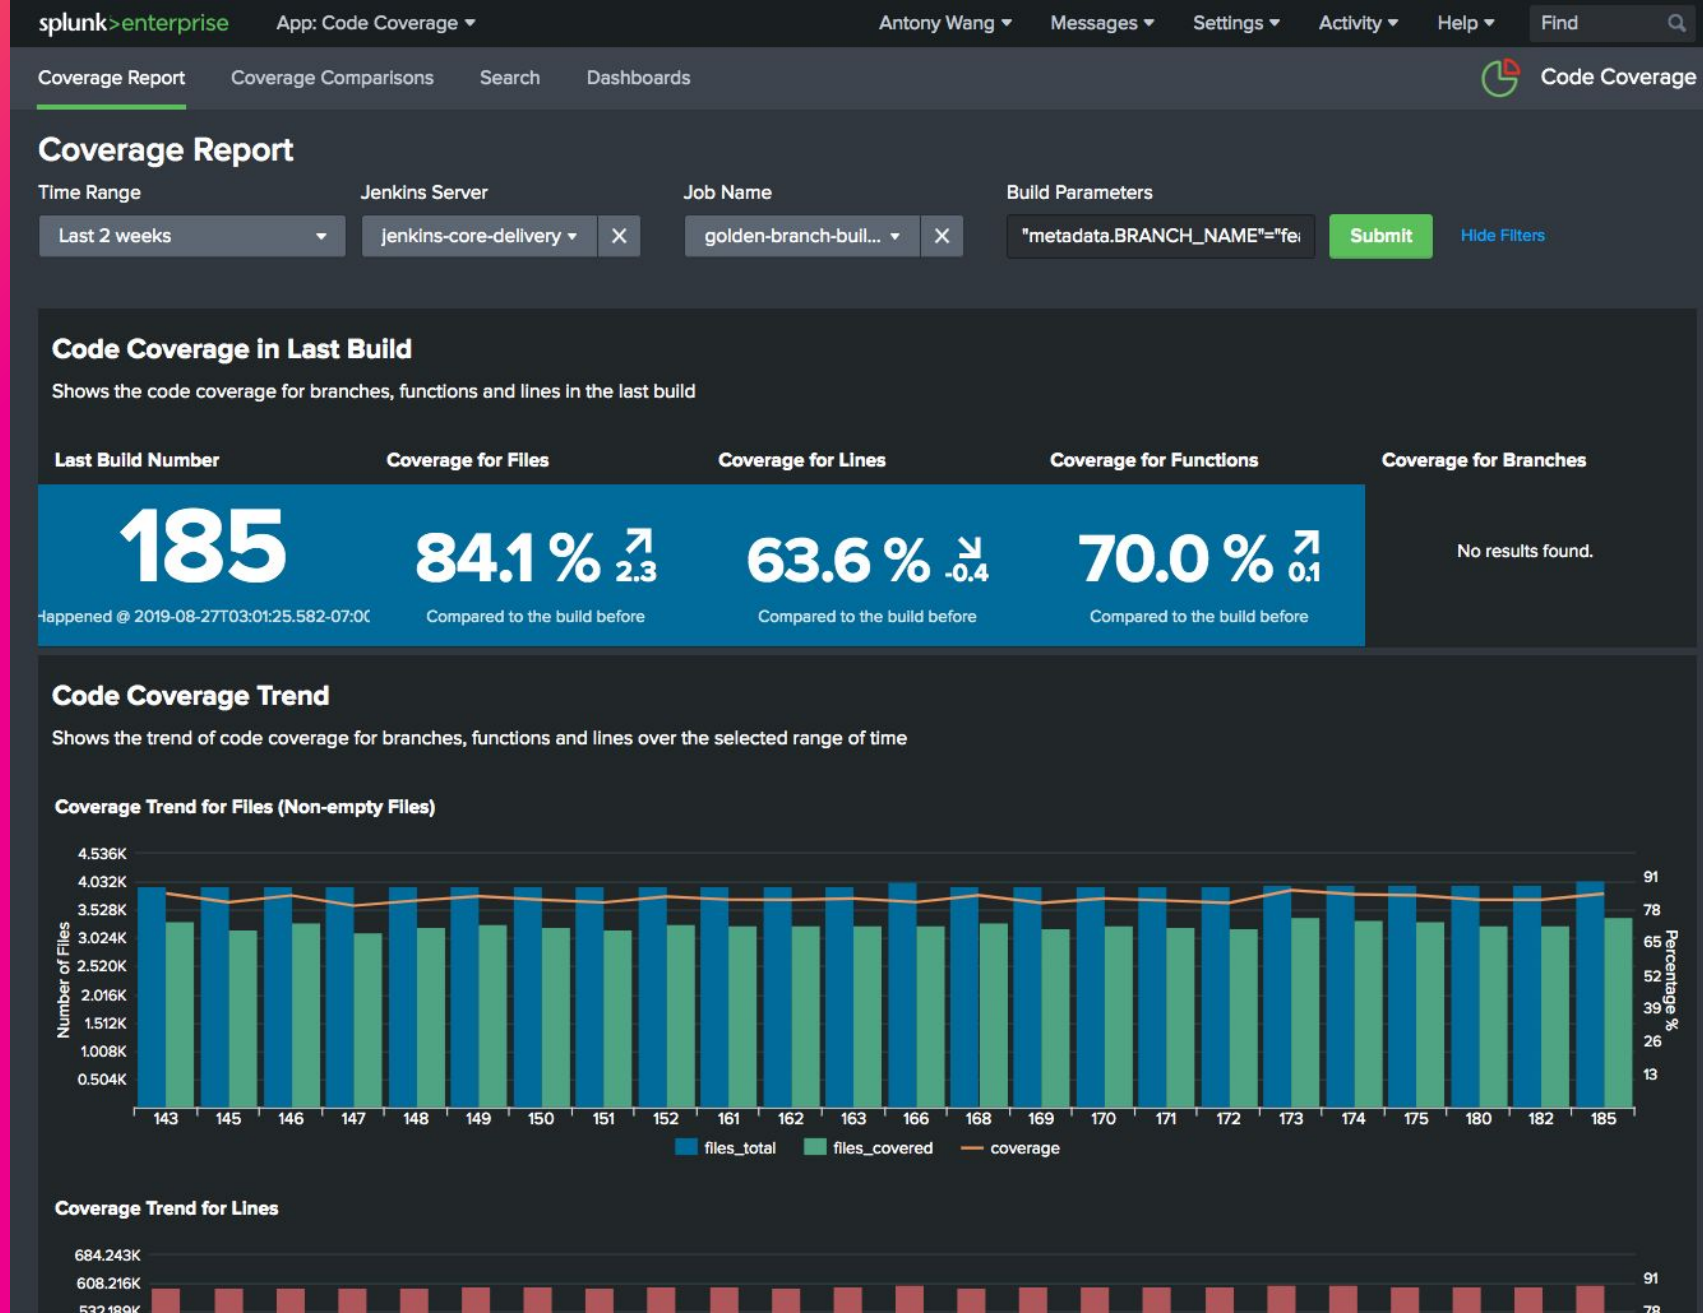 splunk>enterprise App: Code Coverage Antony Wang Messages Settings Activity Help Find
Coverage Report Coverage Comparisons Search Dashboards Code Coverage
Coverage Report
Time Range Jenkins Server Job Name Build Parameters
Last 2 weeks jenkins-core-delivery X golden-branch-buil... X "metadata.BRANCH_NAME"="fea Submit Hide Filters
Code Coverage in Last Build
Shows the code coverage for branches, functions and lines in the last build
Last Build Number Coverage for Files Coverage for Lines Coverage for Functions Coverage for Branches
185 84.1 % 2.3 63.6 % -0.4 70.0 % 0.1 No results found.
Happened @ 2019-08-27T03:01:25.582-07:00 Compared to the build before Compared to the build before Compared to the build before
Code Coverage Trend
Shows the trend of code coverage for branches, functions and lines over the selected range of time
Coverage Trend for Files (Non-empty Files)
4.536K
4.032K
3.528K
3.024K
2.520K
2.016K
1.512K
1.008K
0.504K
Number of Files
91
78
65
52
39
26
13
Percentage %
143 145 146 147 148 149 150 151 152 161 162 163 166 168 169 170 171 172 173 174 175 180 182 185
files_total files_covered coverage
Coverage Trend for Lines
684.243K
608.216K
532.189K
91
78